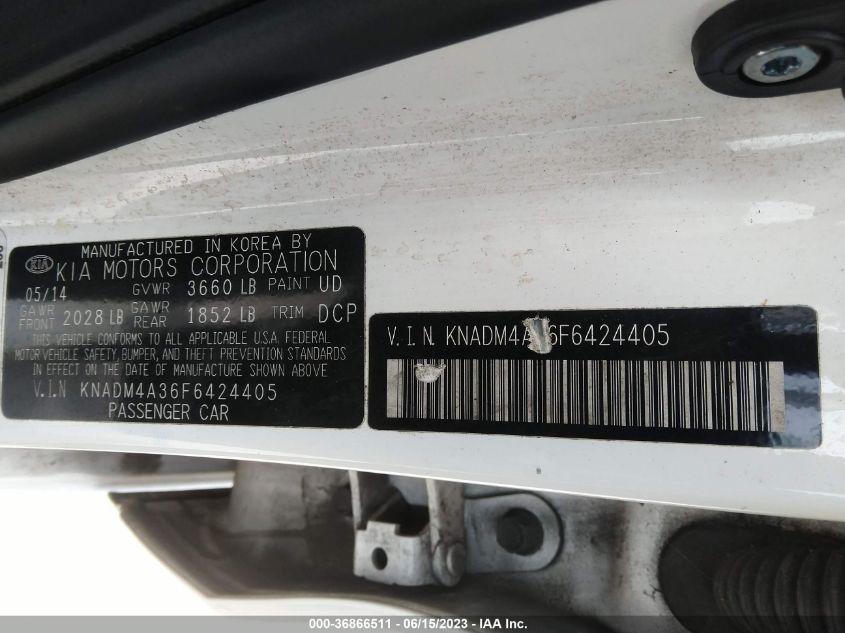 MANUFACTURED IN KOREA BY
KIA KIA MOTORS CORPORATION
05/14 GVWR 3660 LB PAINT UD
GAWR FRONT 2028 LB GAWR REAR 1852 LB TRIM DCP
THIS VEHICLE CONFORMS TO ALL APPLICABLE U.S.A. FEDERAL
MOTOR VEHICLE SAFETY, BUMPER, AND THEFT PREVENTION STANDARDS
IN EFFECT ON THE DATE OF MANUFACTURE SHOWN ABOVE
V.I.N KNADM4A36F6424405
PASSENGER CAR
V.I.N. KNADM4A36F6424405
000-36866511 - 06/15/2023 - IAA Inc.